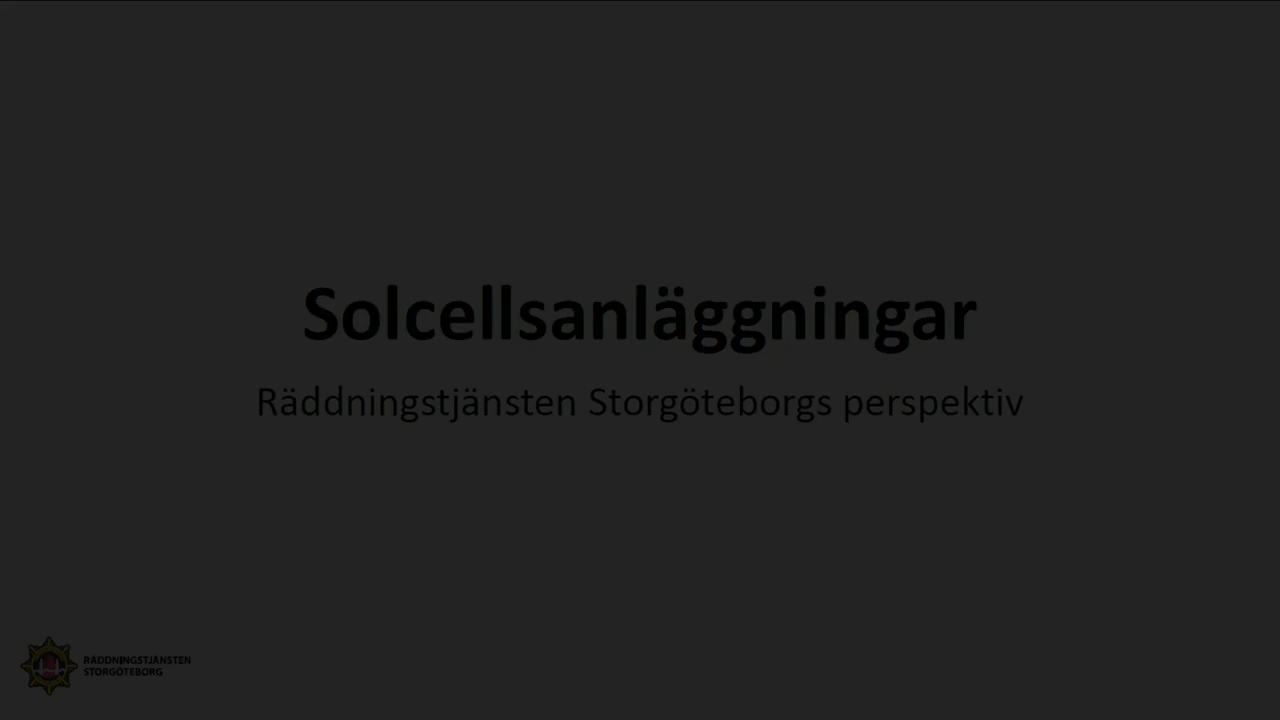 Solcellsanläggningar
Räddningstjänsten Storgöteborgs perspektiv
RÄDDNINGSTJÄNSTEN
STORGÖTEBORG